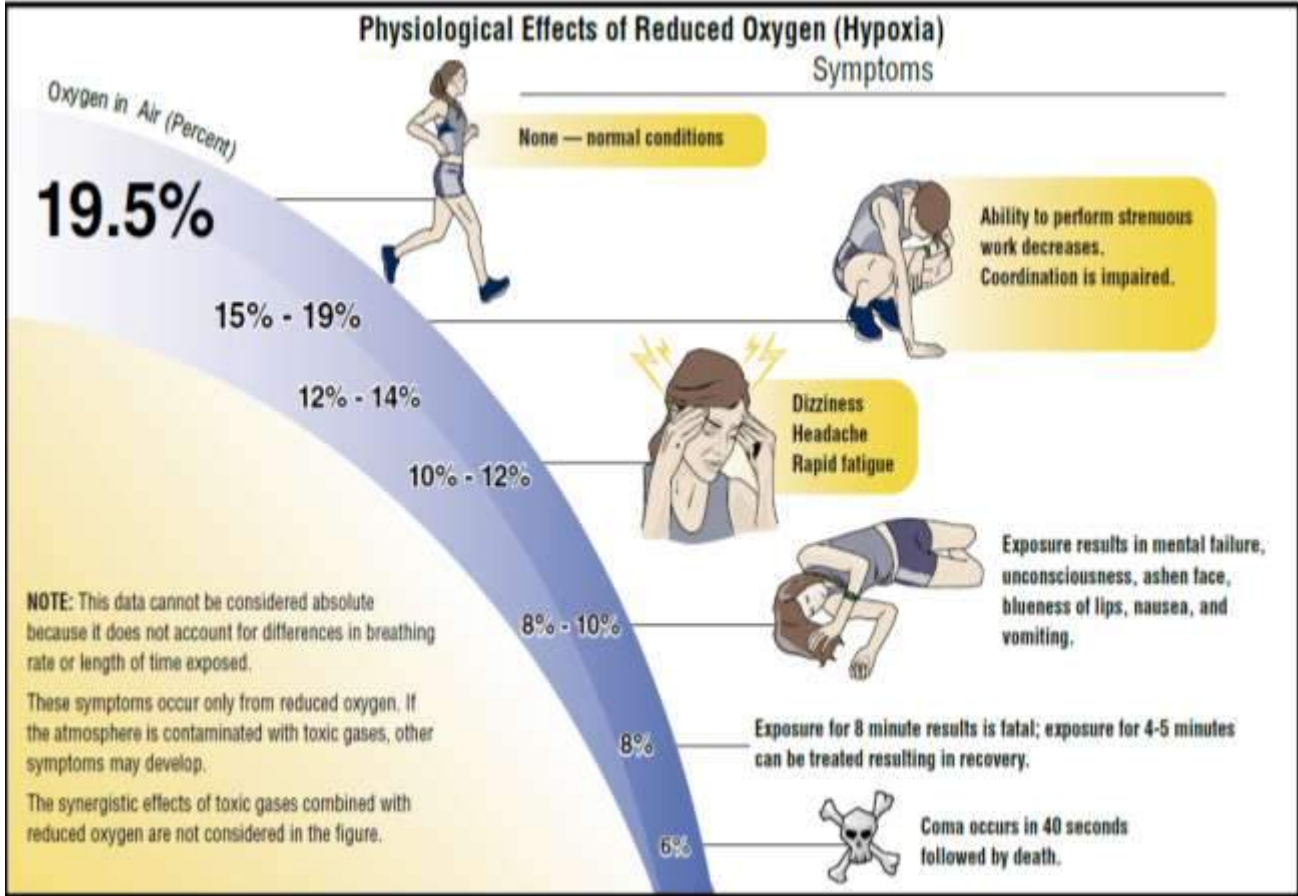 Physiological Effects of Reduced Oxygen (Hypoxia)
Symptoms
Oxygen in Air (Percent)
None — normal conditions
19.5%
Ability to perform strenuous
work decreases.
Coordination is impaired.
15% - 19%
12% - 14%
Dizziness
Headache
Rapid fatigue
10% - 12%
Exposure results in mental failure,
unconsciousness, ashen face,
blueness of lips, nausea, and
vomiting.
8% - 10%
Exposure for 8 minute results is fatal; exposure for 4-5 minutes
can be treated resulting in recovery.
8%
Coma occurs in 40 seconds
followed by death.
6%
NOTE: This data cannot be considered absolute
because it does not account for differences in breathing
rate or length of time exposed.
These symptoms occur only from reduced oxygen. If
the atmosphere is contaminated with toxic gases, other
symptoms may develop.
The synergistic effects of toxic gases combined with
reduced oxygen are not considered in the figure.